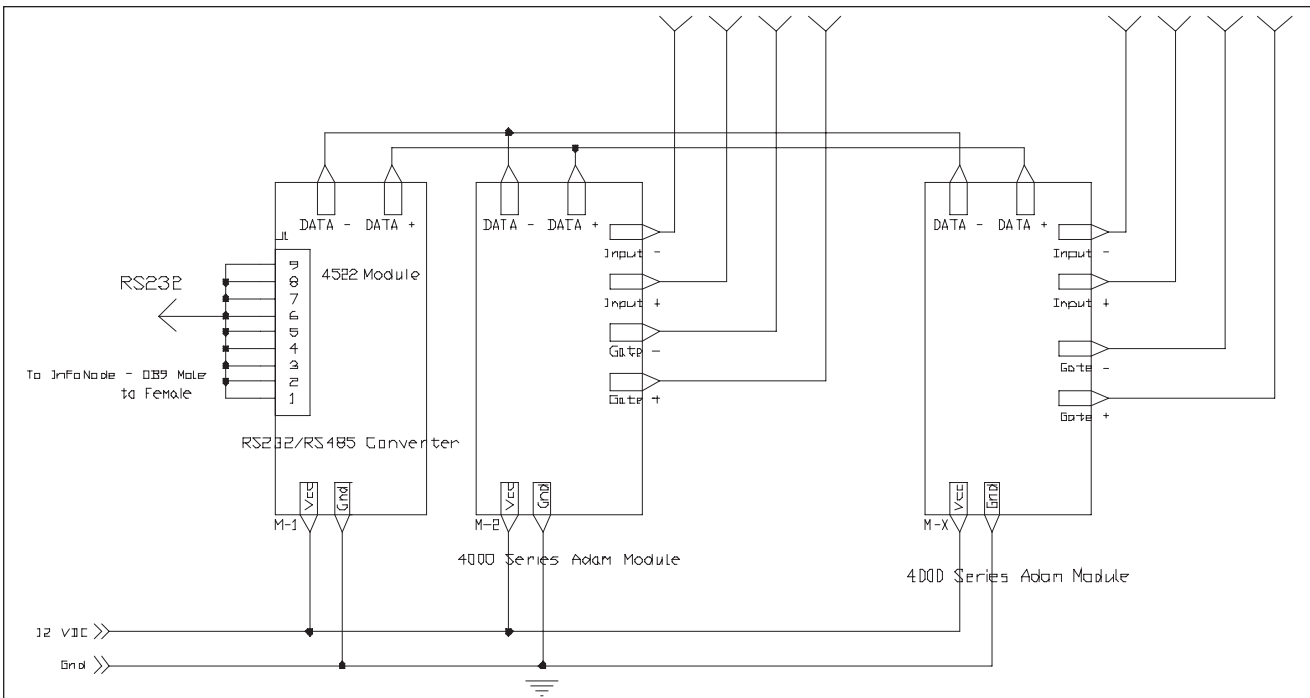 DATA - DATA +
DATA - DATA +
DATA - DATA +
J1
4522 Module
RS232
9
8
7
6
5
4
3
2
1
To InfoNode - DB9 Male
to Female
RS232/RS485 Converter
Input -
Input +
Gate -
Gate +
Input -
Input +
Gate -
Gate +
Vcc
Gnd
M-1
Vcc
Gnd
M-2
Vcc
Gnd
M-X
4000 Series Adam Module
4000 Series Adam Module
12 VDC
Gnd